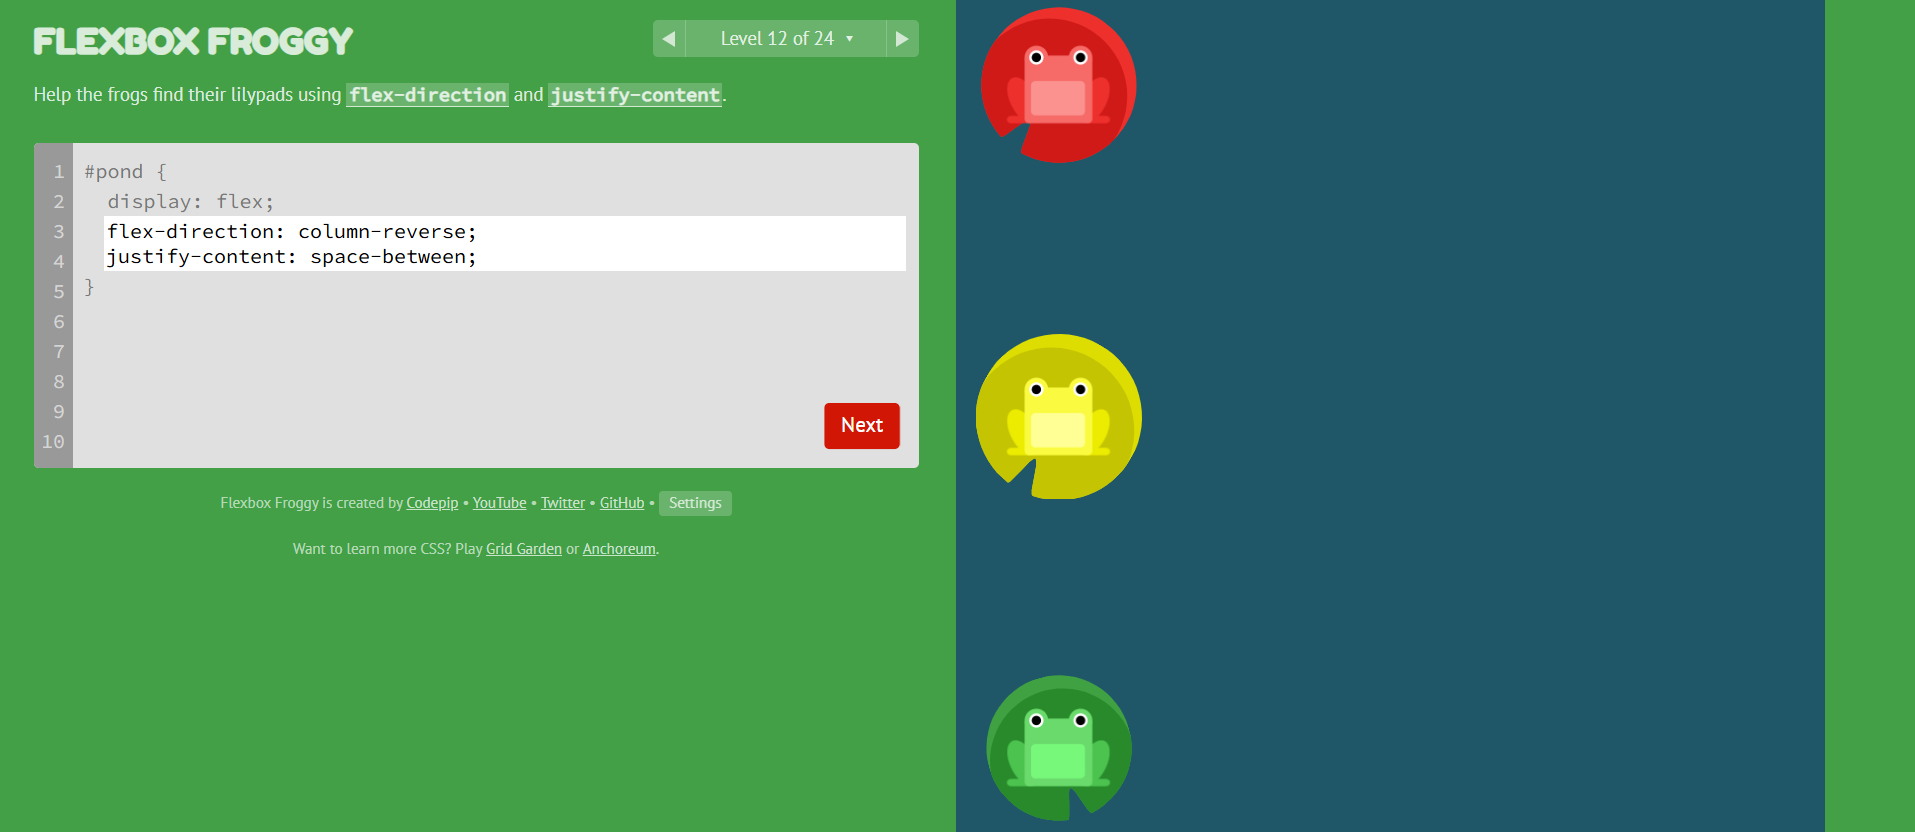 FLEXBOX FROGGY
◀ Level 12 of 24 ▼ ▶
Help the frogs find their lilypads using flex-direction and justify-content.
1 #pond {
2 display: flex;
3 flex-direction: column-reverse;
4 justify-content: space-between;
5 }
6
7
8
9
10
Next
Flexbox Froggy is created by Codepip • YouTube • Twitter • GitHub • Settings
Want to learn more CSS? Play Grid Garden or Anchoreum.